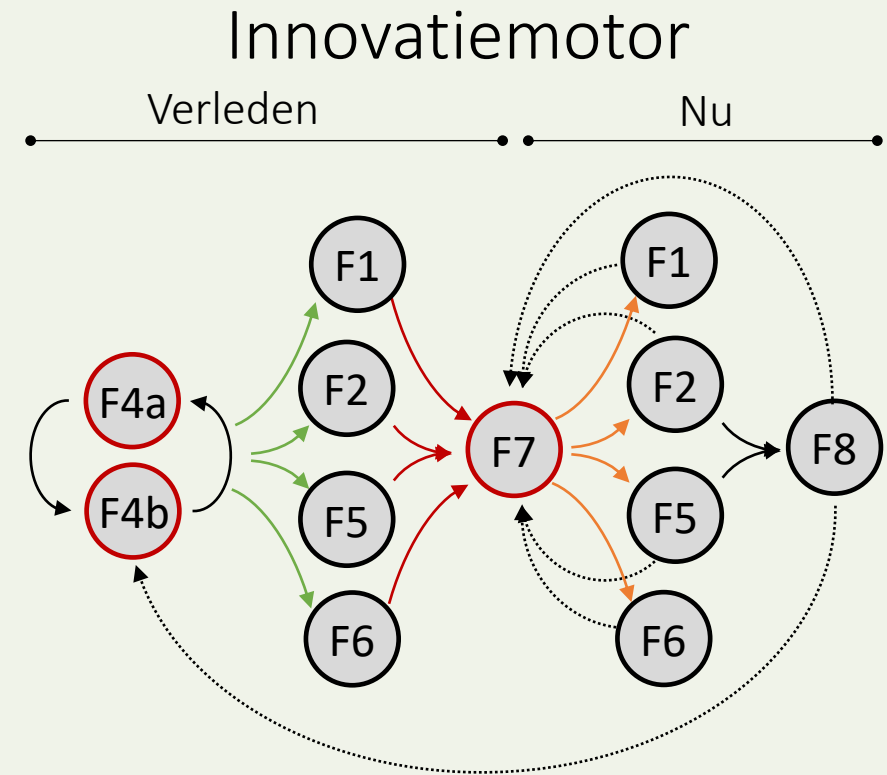 Innovatiemotor
Verleden
Nu
F1
F2
F4a
F4b
F5
F6
F7
F1
F2
F5
F6
F8